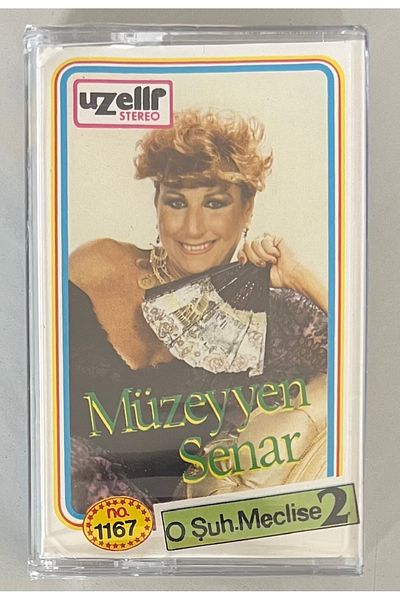 uzelli
STEREO
Müzeyyen
Senar
no.
1167
O Şuh.Meclise 2